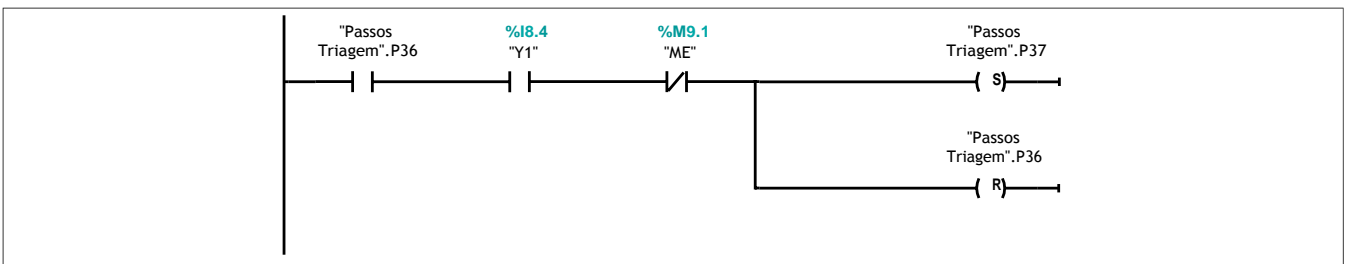 "Passos
Triagem".P36
%I8.4
"Y1"
%M9.1
"ME"
"Passos
Triagem".P37
S
"Passos
Triagem".P36
R